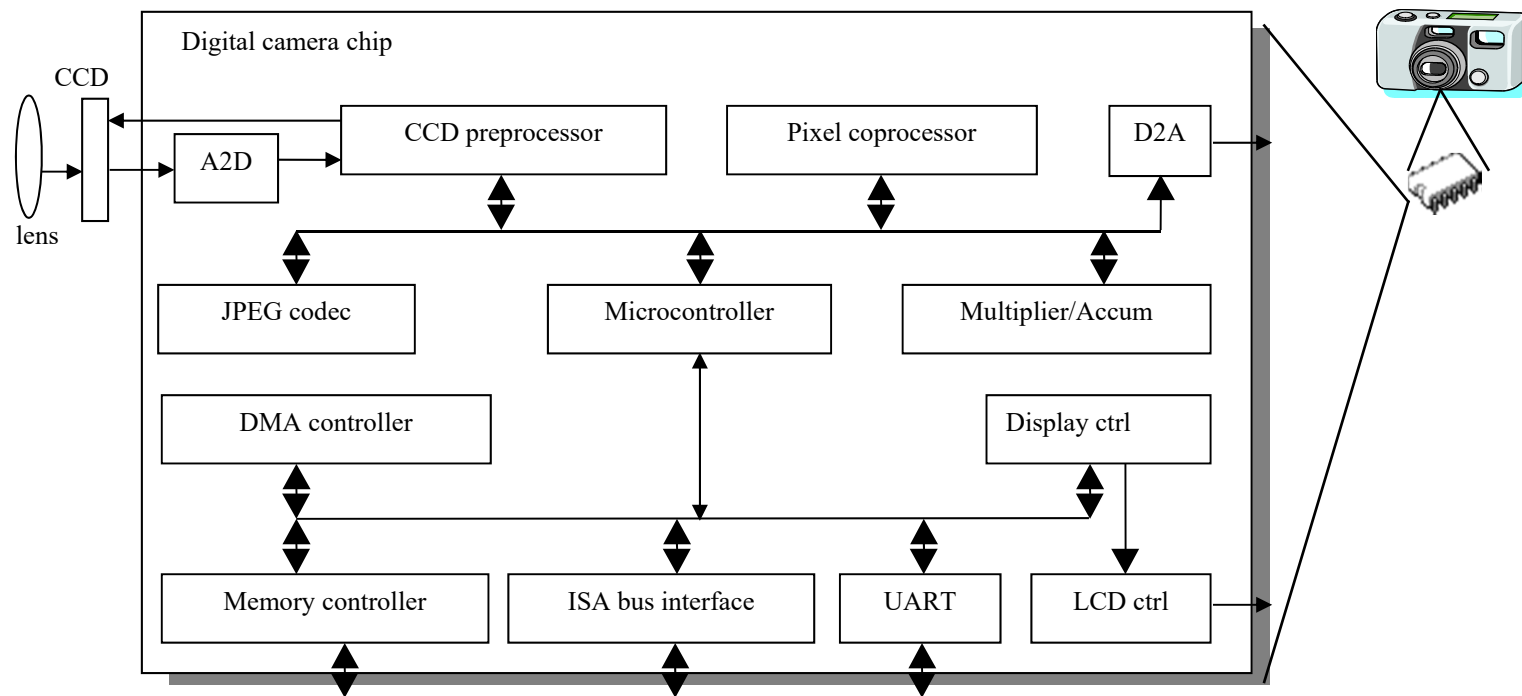 Digital camera chip
CCD
lens
A2D
CCD preprocessor
Pixel coprocessor
D2A
JPEG codec
Microcontroller
Multiplier/Accum
DMA controller
Display ctrl
Memory controller
ISA bus interface
UART
LCD ctrl